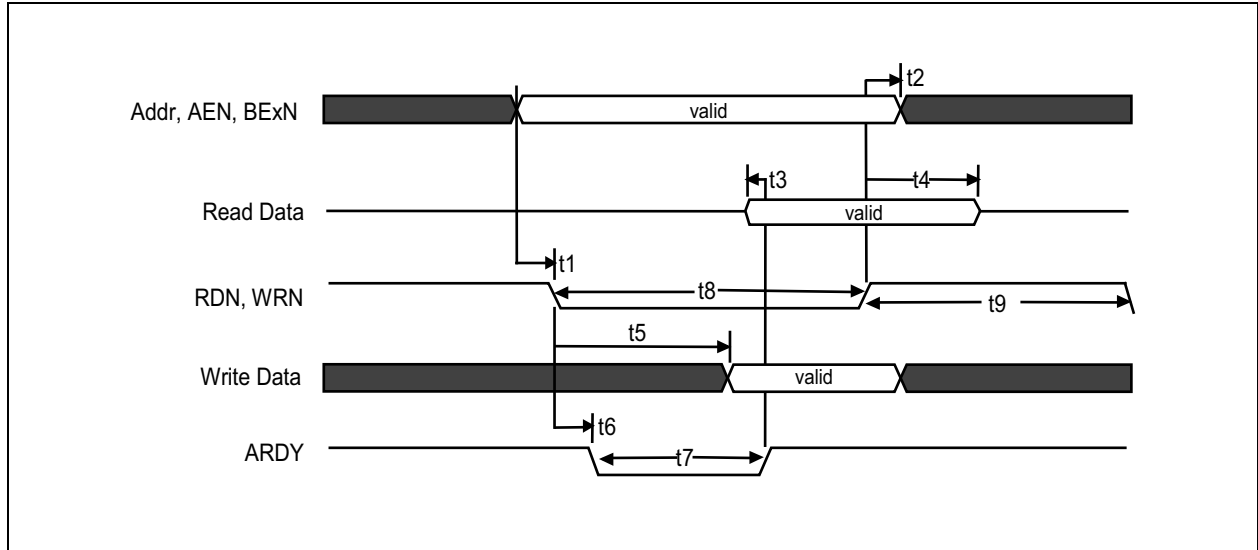 t2
Addr, AEN, BExN
valid
t3
t4
Read Data
valid
t1
RDN, WRN
t8
t9
t5
Write Data
valid
t6
ARDY
t7